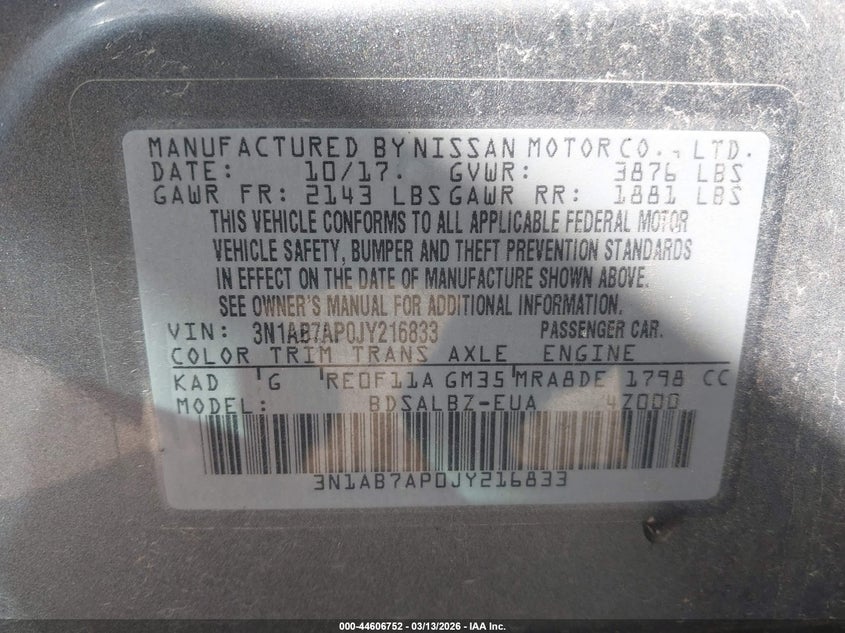 MANUFACTURED BY NISSAN MOTOR CO., LTD.
DATE: 10/17. GVWR: 3876 LBS
GAWR FR: 2143 LBS GAWR RR: 1881 LBS
THIS VEHICLE CONFORMS TO ALL APPLICABLE FEDERAL MOTOR
VEHICLE SAFETY, BUMPER AND THEFT PREVENTION STANDARDS
IN EFFECT ON THE DATE OF MANUFACTURE SHOWN ABOVE.
SEE OWNER'S MANUAL FOR ADDITIONAL INFORMATION.
VIN: 3N1AB7AP0JY216833 PASSENGER CAR.
COLOR TRIM TRANS AXLE ENGINE
KAD G RE0F11A GM35 MRA8DE 1798 CC
MODEL: BDSALBZ-EUA 4Z000
3N1AB7AP0JY216833
000-44606752 | 03/13/2026 - IAA Inc.